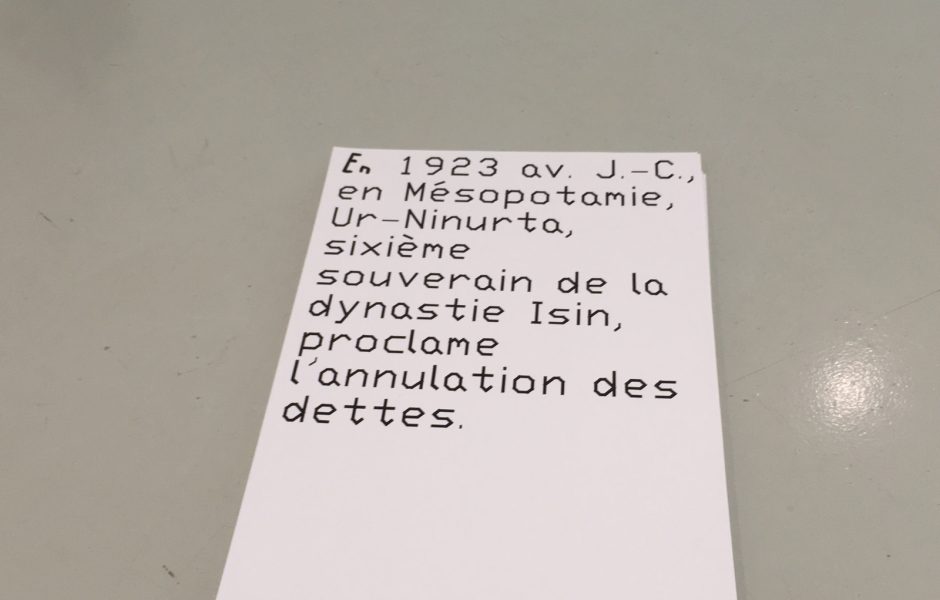 En 1923 av. J.-C.,
en Mésopotamie,
Ur-Ninurta,
sixième
souverain de la
dynastie Isin,
proclame
l'annulation des
dettes.